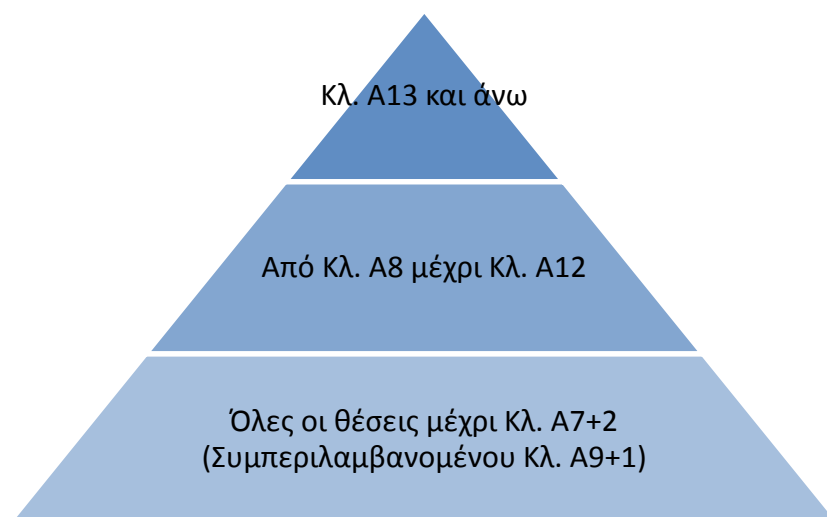 Κλ. Α13 και άνω
Από Κλ. Α8 μέχρι Κλ. Α12
Όλες οι θέσεις μέχρι Κλ. Α7+2
(Συμπεριλαμβανομένου Κλ. Α9+1)